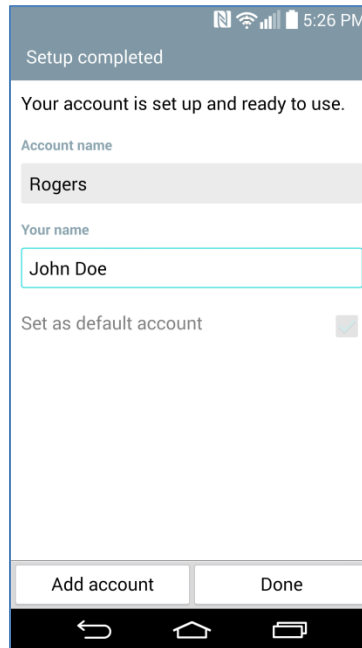 5:26 PM
Setup completed
Your account is set up and ready to use.
Account name
Rogers
Your name
John Doe
Set as default account
Add account
Done